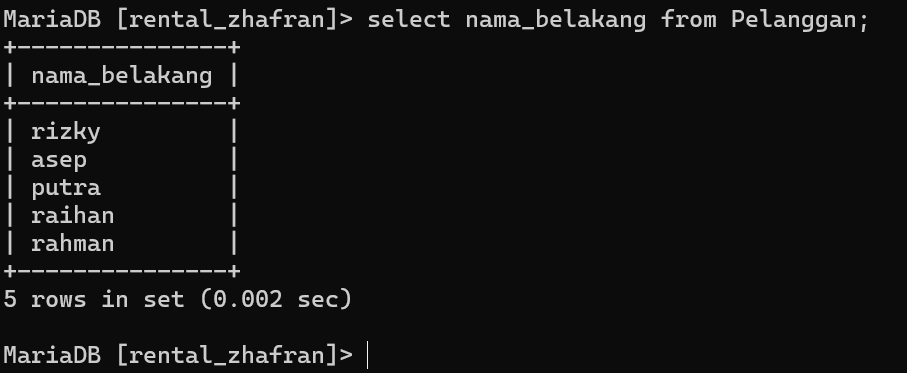 MariaDB [rental_zhafran]> select nama_belakang from Pelanggan;
+---------------+
| nama_belakang |
+---------------+
| rizky         |
| asep          |
| putra         |
| raihan        |
| rahman        |
+---------------+
5 rows in set (0.002 sec)

MariaDB [rental_zhafran]>